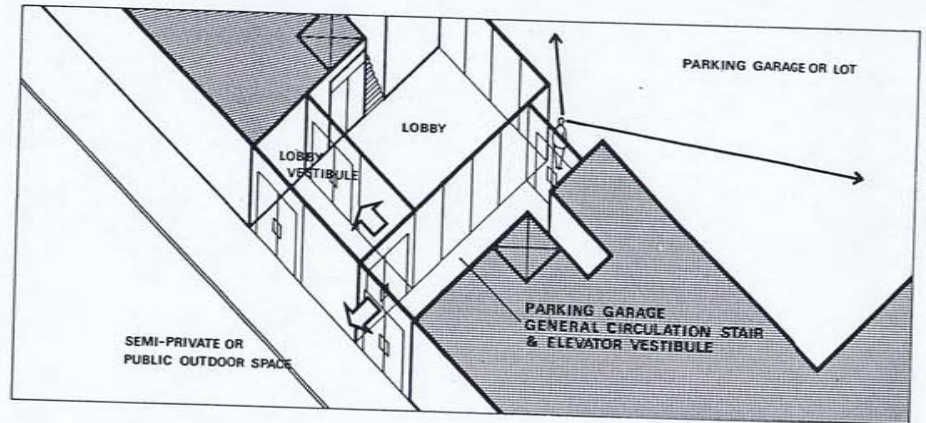 PARKING GARAGE OR LOT
LOBBY
LOBBY
VESTIBULE
PARKING GARAGE
GENERAL CIRCULATION STAIR
& ELEVATOR VESTIBULE
SEMI-PRIVATE OR
PUBLIC OUTDOOR SPACE